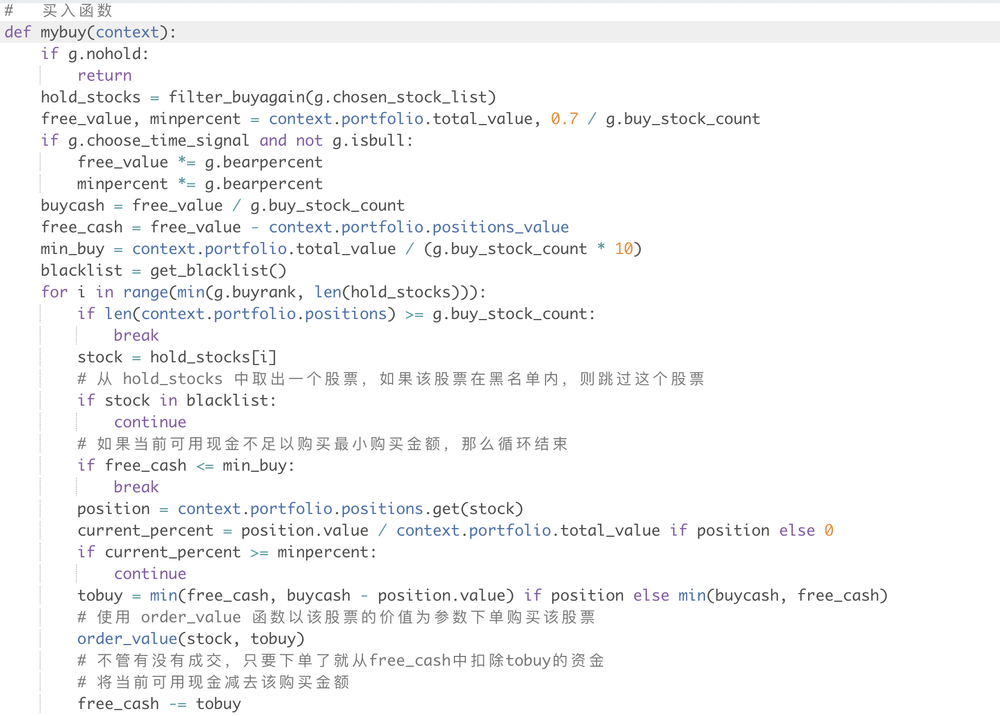 #   买入函数
def mybuy(context):
    if g.nohold:
        return
    hold_stocks = filter_buyagain(g.chosen_stock_list)
    free_value, minpercent = context.portfolio.total_value, 0.7 / g.buy_stock_count
    if g.choose_time_signal and not g.isbull:
        free_value *= g.bearpercent
        minpercent *= g.bearpercent
    buycash = free_value / g.buy_stock_count
    free_cash = free_value - context.portfolio.positions_value
    min_buy = context.portfolio.total_value / (g.buy_stock_count * 10)
    blacklist = get_blacklist()
    for i in range(min(g.buyrank, len(hold_stocks))):
        if len(context.portfolio.positions) >= g.buy_stock_count:
            break
        stock = hold_stocks[i]
        # 从 hold_stocks 中取出一个股票，如果该股票在黑名单内，则跳过这个股票
        if stock in blacklist:
            continue
        # 如果当前可用现金不足以购买最小购买金额，那么循环结束
        if free_cash <= min_buy:
            break
        position = context.portfolio.positions.get(stock)
        current_percent = position.value / context.portfolio.total_value if position else 0
        if current_percent >= minpercent:
            continue
        tobuy = min(free_cash, buycash - position.value) if position else min(buycash, free_cash)
        # 使用 order_value 函数以该股票的价值为参数下单购买该股票
        order_value(stock, tobuy)
        # 不管有没有成交，只要下单了就从free_cash中扣除tobuy的资金
        # 将当前可用现金减去该购买金额
        free_cash -= tobuy